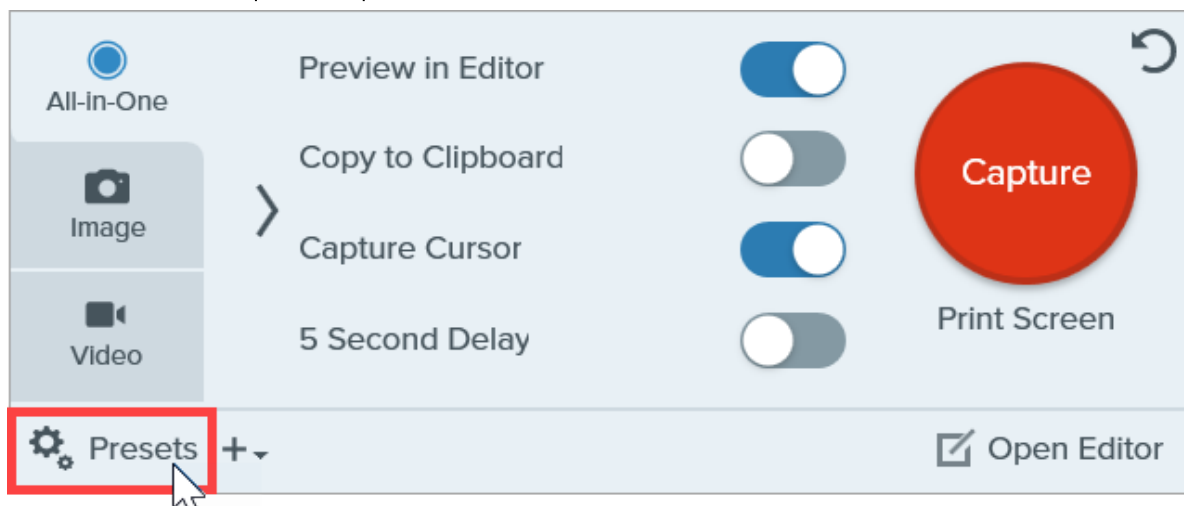 All-in-One
Image
Video
Preview in Editor
Copy to Clipboard
Capture Cursor
5 Second Delay
Capture
Print Screen
Presets
Open Editor